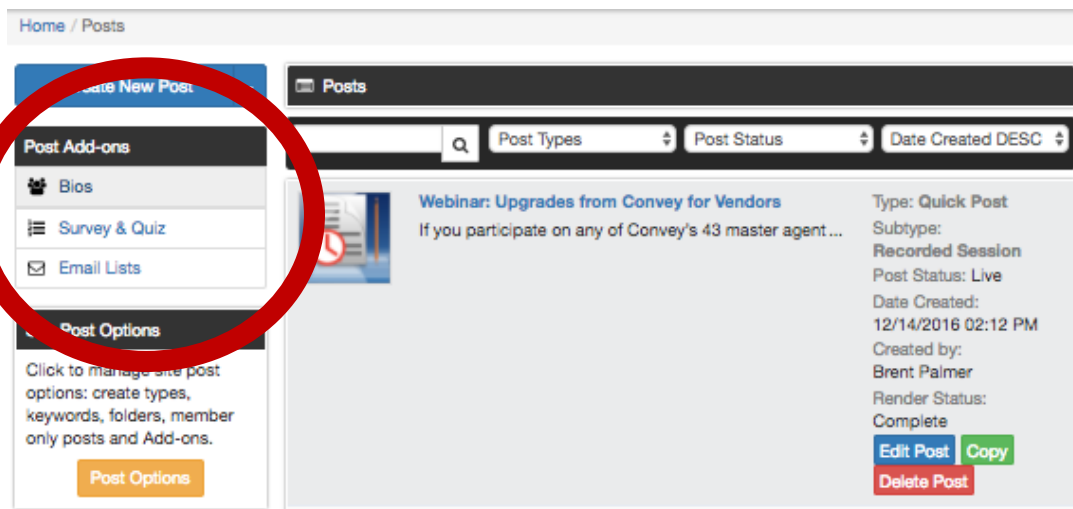 Home / Posts
Create New Post
Post Add-ons
Bios
Survey & Quiz
Email Lists
Post Options
Click to manage site post
options: create types,
keywords, folders, member
only posts and Add-ons.
Post Options
Posts
Post Types
Post Status
Date Created DESC
Webinar: Upgrades from Convey for Vendors
If you participate on any of Convey's 43 master agent...
Type: Quick Post
Subtype:
Recorded Session
Post Status: Live
Date Created:
12/14/2016 02:12 PM
Created by:
Brent Palmer
Render Status:
Complete
Edit Post Copy
Delete Post